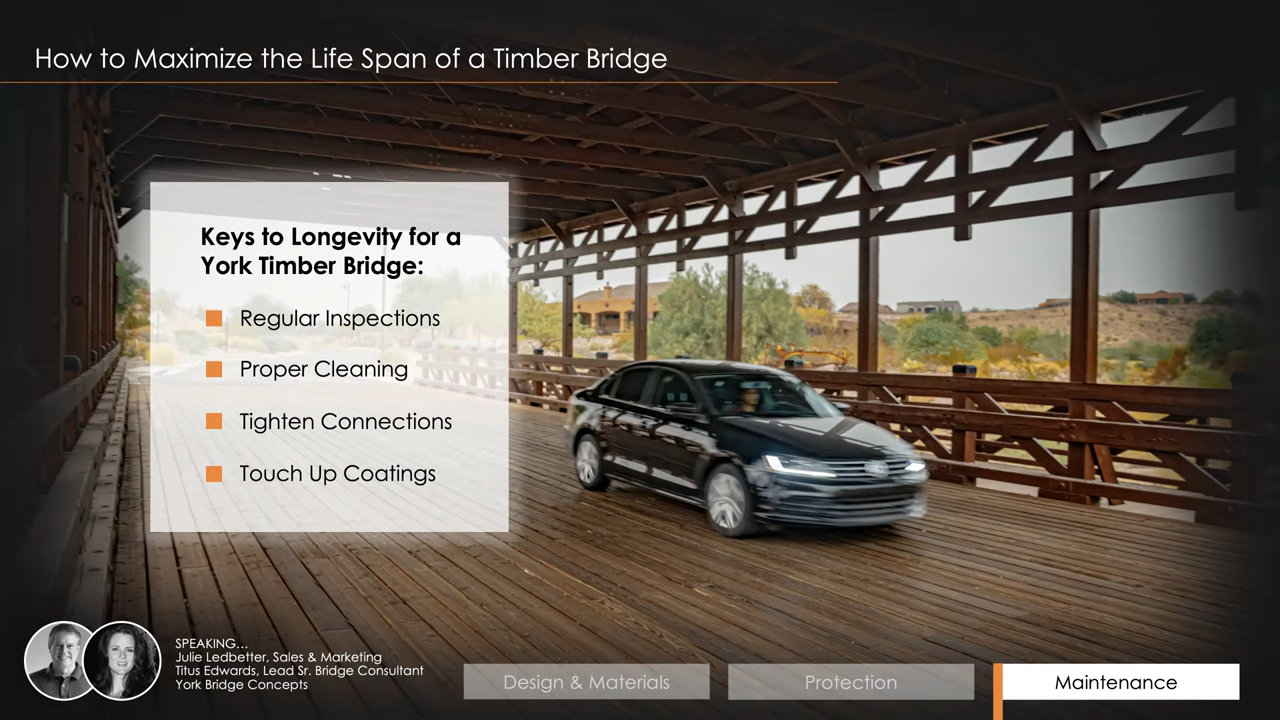 How to Maximize the Life Span of a Timber Bridge
Keys to Longevity for a
York Timber Bridge:
Regular Inspections
Proper Cleaning
Tighten Connections
Touch Up Coatings
SPEAKING...
Julie Ledbetter, Sales & Marketing
Titus Edwards, Lead Sr. Bridge Consultant
York Bridge Concepts
Design & Materials
Protection
Maintenance